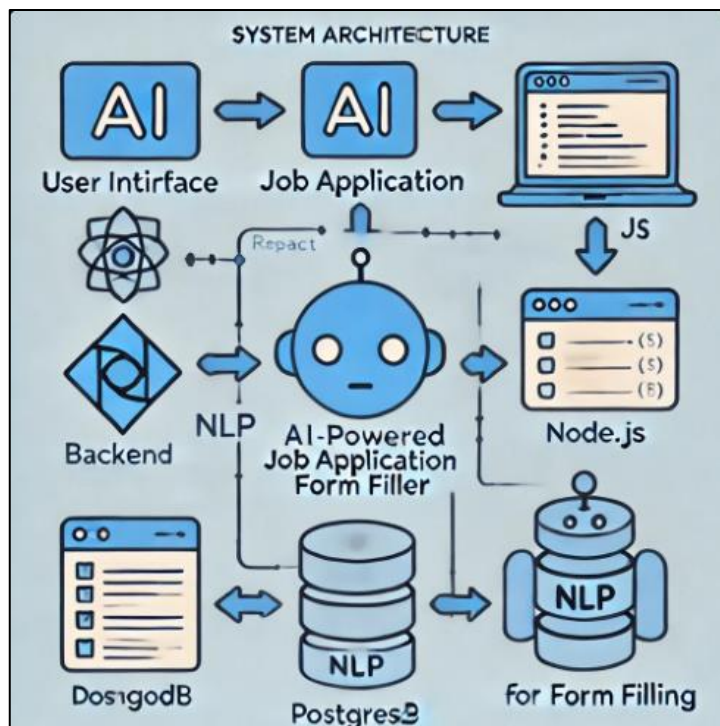 SYSTEM ARCHITECTURE
AI
AI
User Intirface
Job Application
JS
Repact
(S)
(S)
Backend
NLP
AI-Powered
Job Application
Form Filler
Node.js
NLP
NLP
DosngodB
PostgresB
for Form Filling